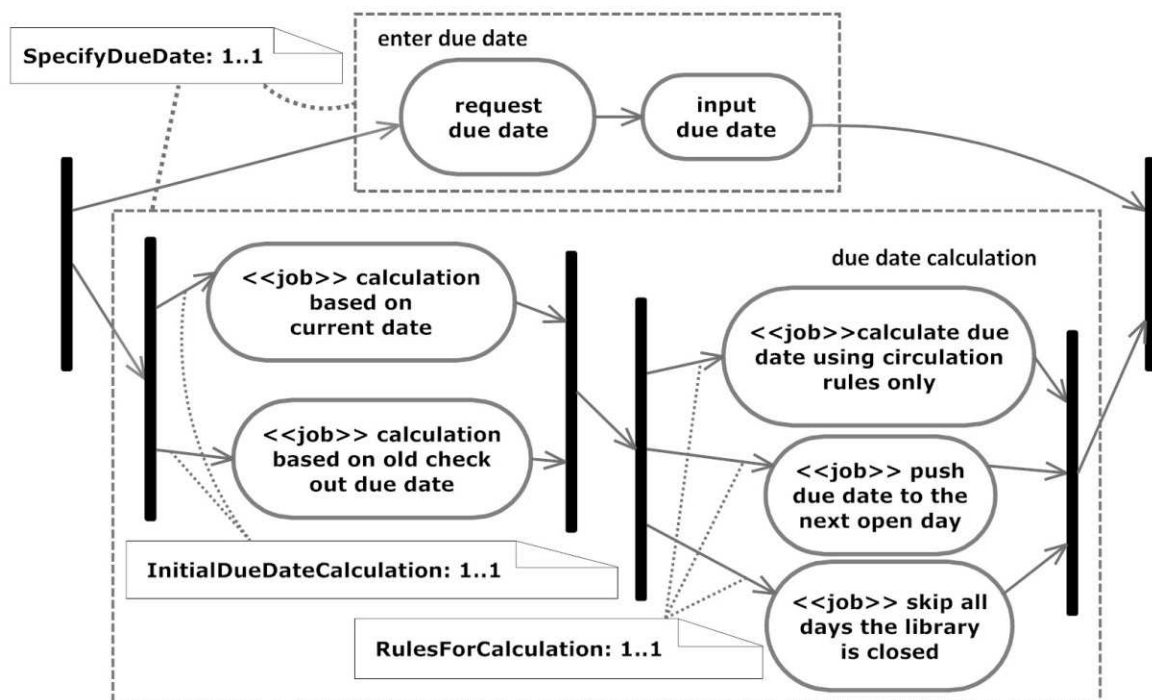 enter due date
SpecifyDueDate: 1..1
request
due date
input
due date
due date calculation
<<job>> calculation
based on
current date
<<job>>calculate due
date using circulation
rules only
<<job>> calculation
based on old check
out due date
<<job>> push
due date to the
next open day
InitialDueDateCalculation: 1..1
<<job>> skip all
days the library
is closed
RulesForCalculation: 1..1